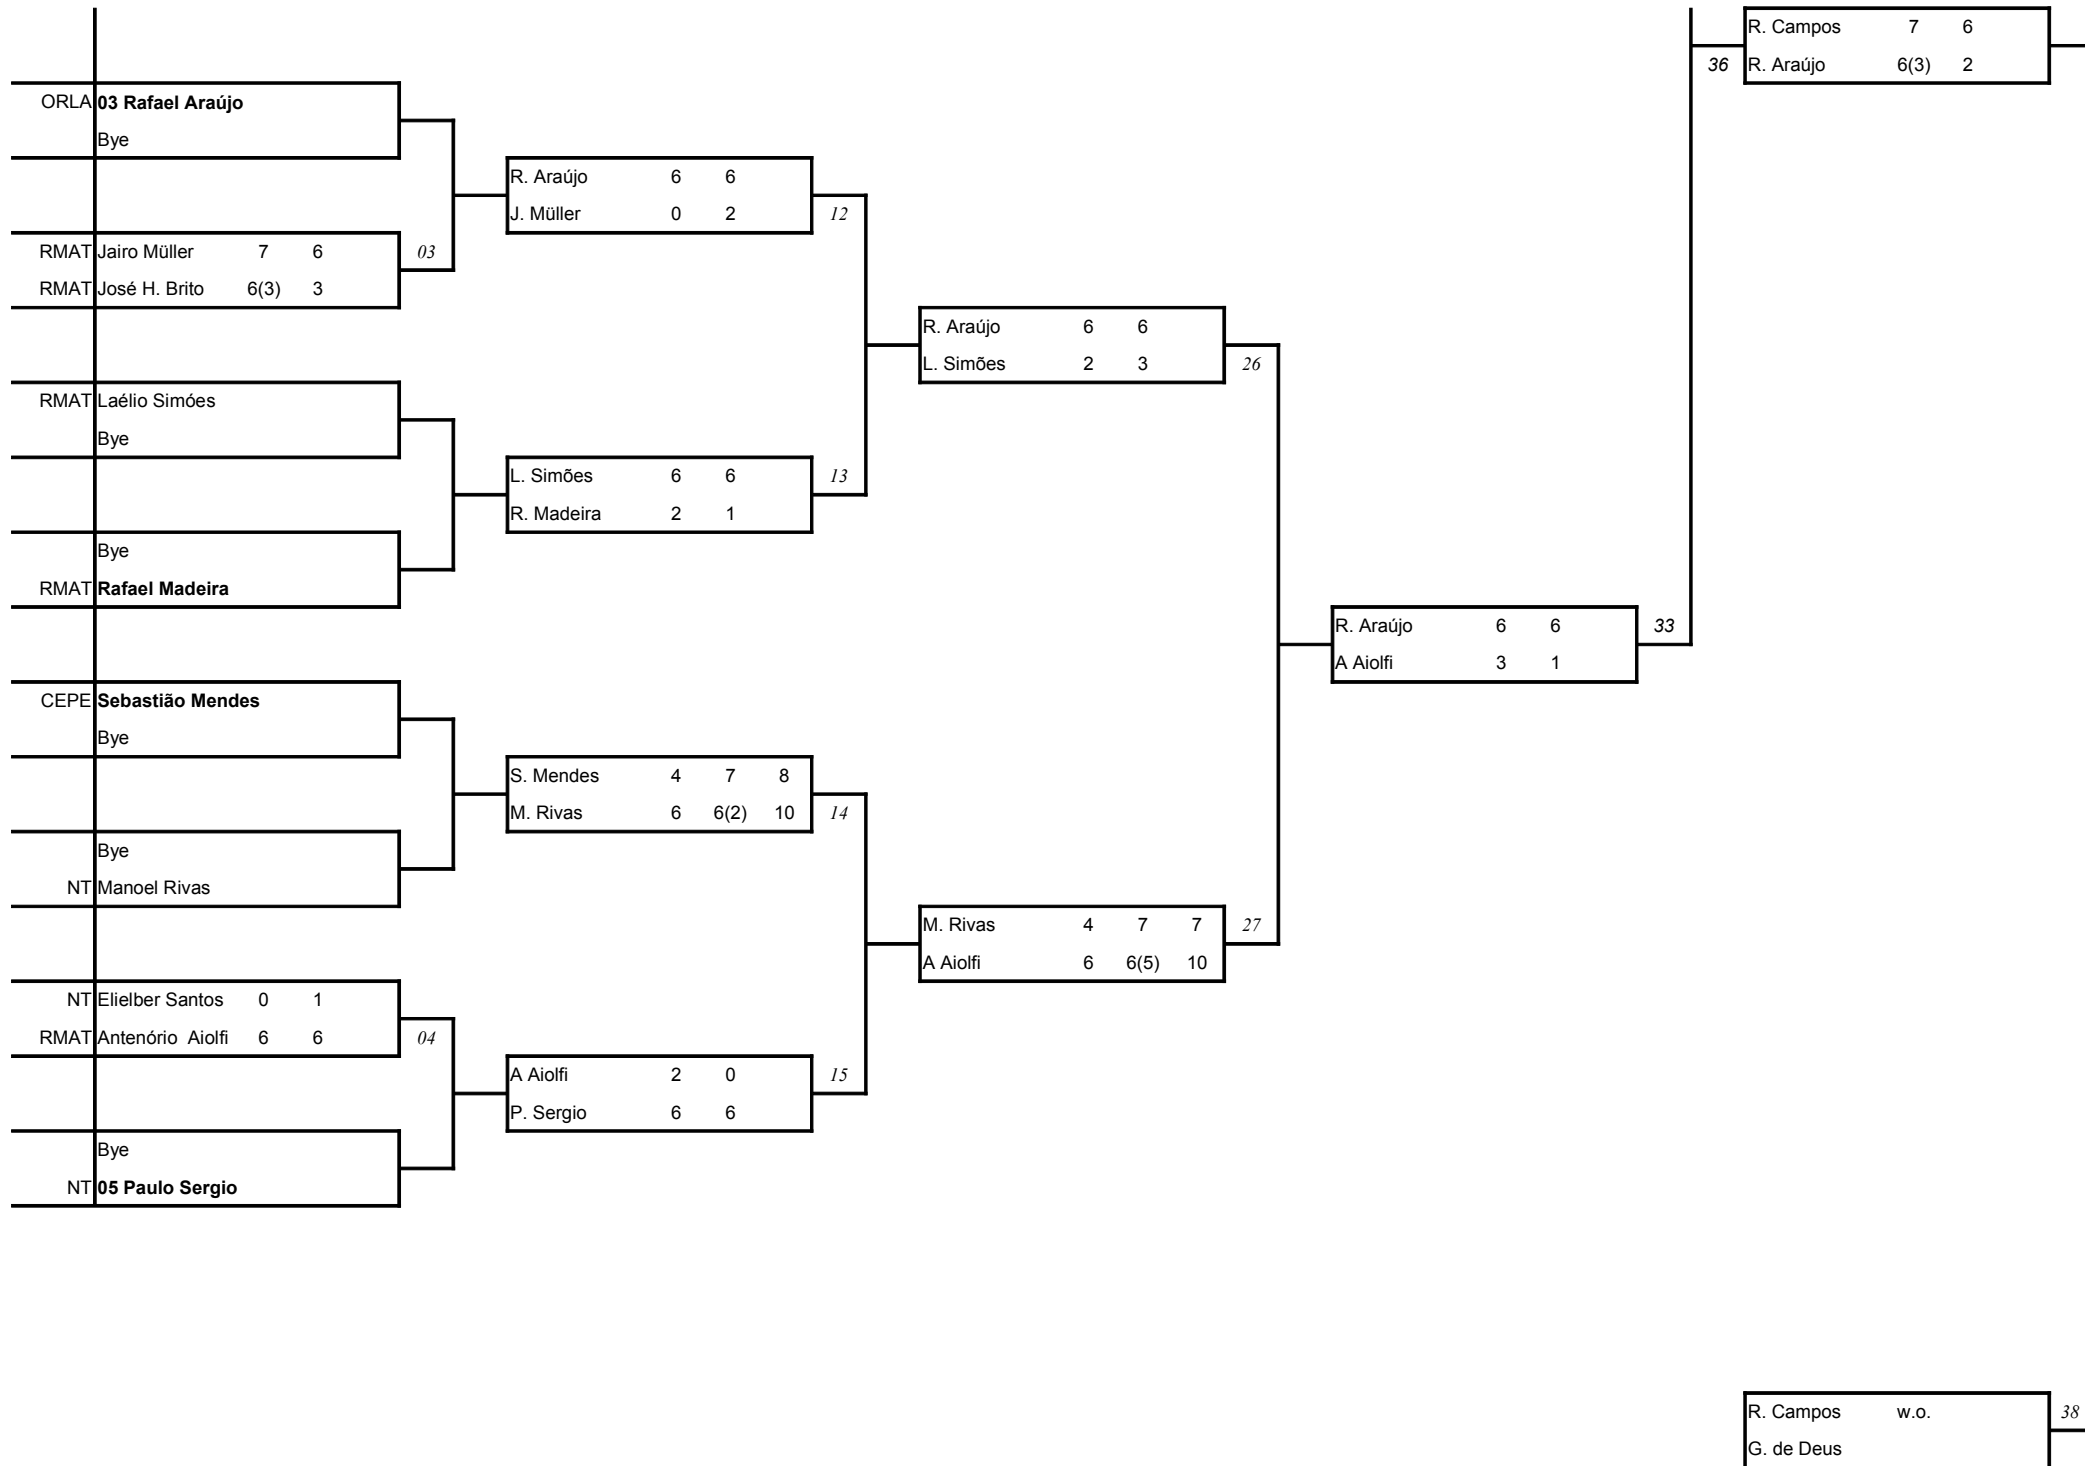 R. Campos 7 6
36 R. Araújo 6(3) 2
ORLA 03 Rafael Araújo
Bye
R. Araújo 6 6
J. Müller 0 2 12
RMAT Jairo Müller 7 6 03
RMAT José H. Brito 6(3) 3
R. Araújo 6 6
L. Simões 2 3 26
RMAT Laélio Simóes
Bye
L. Simões 6 6 13
R. Madeira 2 1
Bye
RMAT Rafael Madeira
R. Araújo 6 6 33
A Aiolfi 3 1
CEPE Sebastião Mendes
Bye
S. Mendes 4 7 8
M. Rivas 6 6(2) 10 14
Bye
NT Manoel Rivas
M. Rivas 4 7 7 27
A Aiolfi 6 6(5) 10
NT Elielber Santos 0 1
RMAT Antenório Aiolfi 6 6 04
A Aiolfi 2 0 15
P. Sergio 6 6
Bye
NT 05 Paulo Sergio
R. Campos w.o. 38
G. de Deus